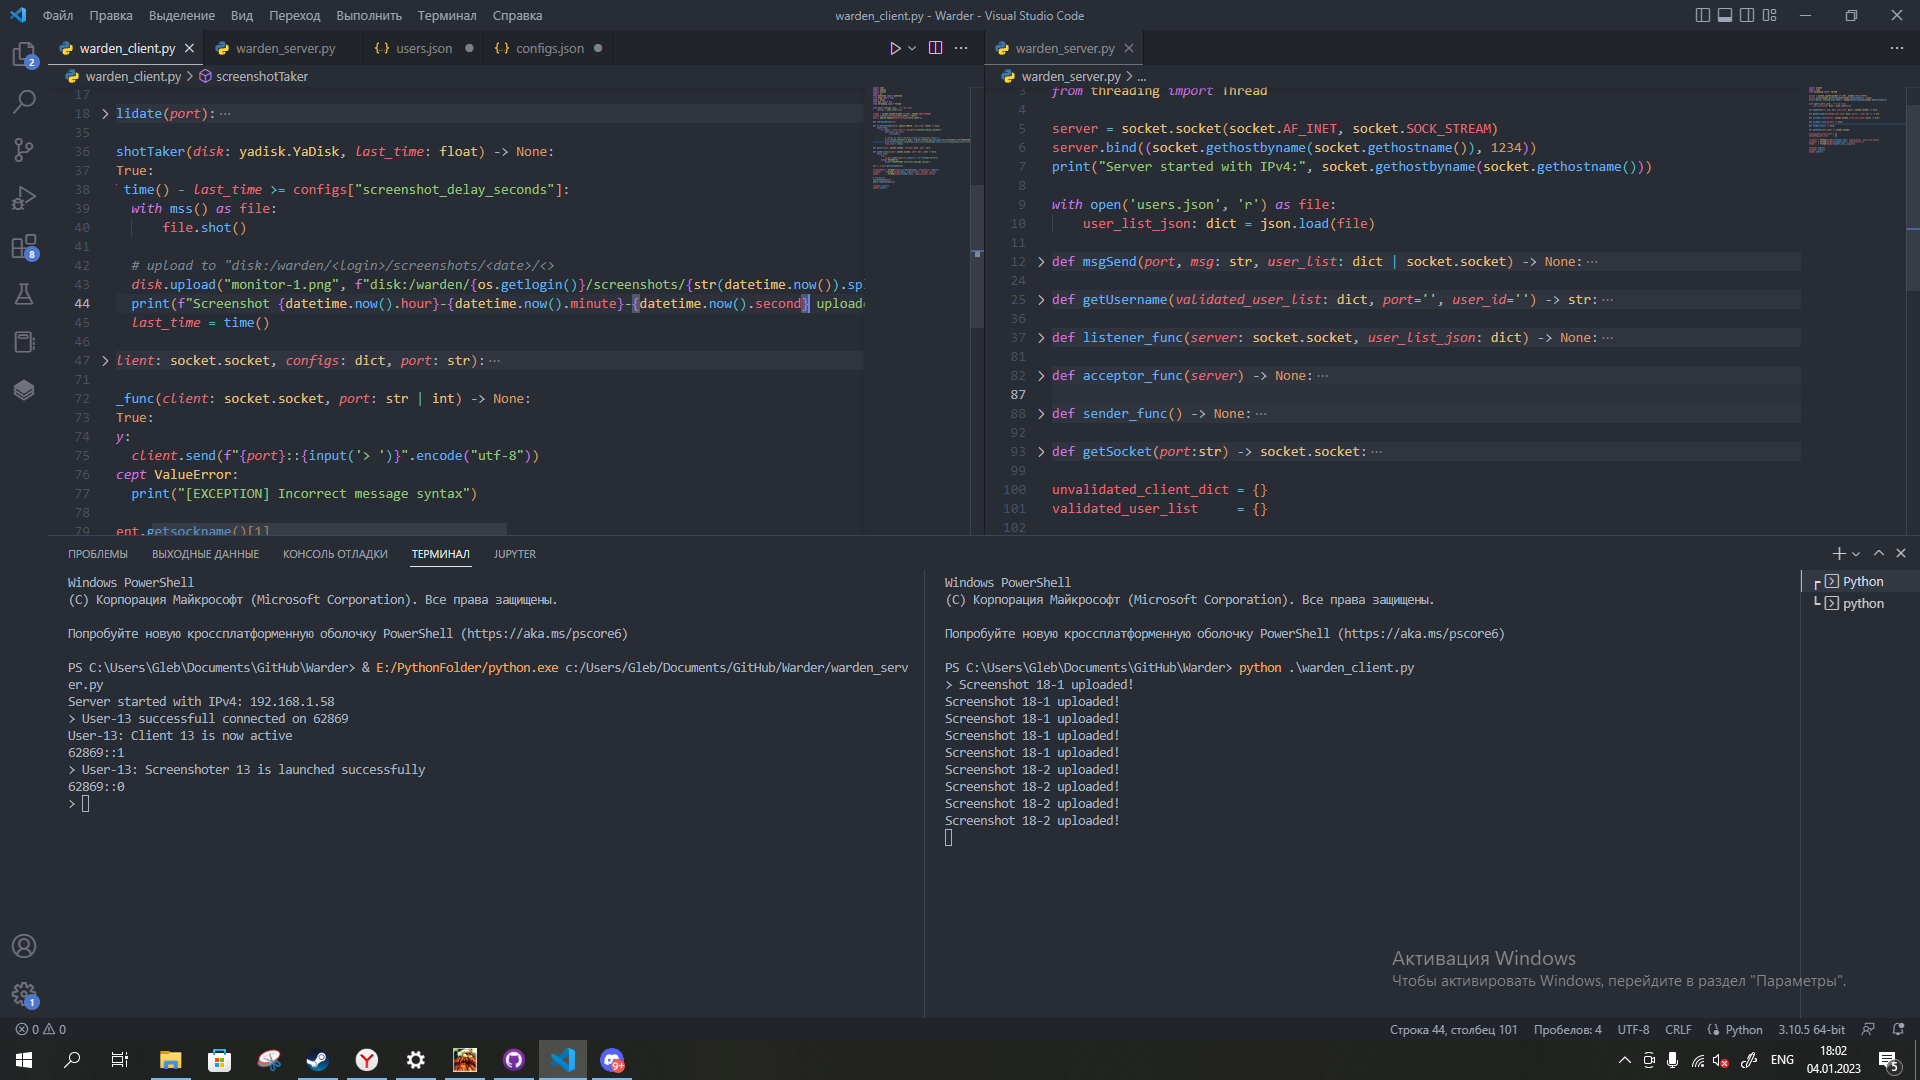 Файл Правка Выделение Вид Переход Выполнить Терминал Справка
warden_client.py - Warder - Visual Studio Code
warden_client.py
warden_server.py
users.json
configs.json
warden_client.py > screenshotTaker
17
18 lidate(port): ···
35
36 shotTaker(disk: yadisk.YaDisk, last_time: float) -> None:
37 True:
38 time() - last_time >= configs["screenshot_delay_seconds"]:
39 with mss() as file:
40 file.shot()
41
42 # upload to "disk:/warden/<login>/screenshots/<date>/<>
43 disk.upload("monitor-1.png", f"disk:/warden/{os.getlogin()}/screenshots/{str(datetime.now()).spl
44 print(f"Screenshot {datetime.now().hour}-{datetime.now().minute}-{datetime.now().second} uploade
45 last_time = time()
46
47 lient: socket.socket, configs: dict, port: str): ···
71
72 _func(client: socket.socket, port: str | int) -> None:
73 True:
74 y:
75 client.send(f"{port}::{input('> ')}".encode("utf-8"))
76 cept ValueError:
77 print("[EXCEPTION] Incorrect message syntax")
78
79 ent.getsockname()[1]
warden_server.py
warden_server.py > ...
3 from threading import Thread
4
5 server = socket.socket(socket.AF_INET, socket.SOCK_STREAM)
6 server.bind((socket.gethostbyname(socket.gethostname()), 1234))
7 print("Server started with IPv4:", socket.gethostbyname(socket.gethostname()))
8
9 with open('users.json', 'r') as file:
10 user_list_json: dict = json.load(file)
11
12 def msgSend(port, msg: str, user_list: dict | socket.socket) -> None: ···
24
25 def getUsername(validated_user_list: dict, port='', user_id='') -> str: ···
36
37 def listener_func(server: socket.socket, user_list_json: dict) -> None: ···
81
82 def acceptor_func(server) -> None: ···
87
88 def sender_func() -> None: ···
92
93 def getSocket(port:str) -> socket.socket: ···
99
100 unvalidated_client_dict = {}
101 validated_user_list = {}
102
ПРОБЛЕМЫ ВЫХОДНЫЕ ДАННЫЕ КОНСОЛЬ ОТЛАДКИ ТЕРМИНАЛ JUPYTER
Windows PowerShell
(C) Корпорация Майкрософт (Microsoft Corporation). Все права защищены.
Попробуйте новую кроссплатформенную оболочку PowerShell (https://aka.ms/pscore6)
PS C:\Users\Gleb\Documents\GitHub\Warder> & E:/PythonFolder/python.exe c:/Users/Gleb/Documents/GitHub/Warder/warden_serv
er.py
Server started with IPv4: 192.168.1.58
> User-13 successfull connected on 62869
User-13: Client 13 is now active
62869::1
> User-13: Screenshoter 13 is launched successfully
62869::0
>
Windows PowerShell
(C) Корпорация Майкрософт (Microsoft Corporation). Все права защищены.
Попробуйте новую кроссплатформенную оболочку PowerShell (https://aka.ms/pscore6)
PS C:\Users\Gleb\Documents\GitHub\Warder> python .\warden_client.py
> Screenshot 18-1 uploaded!
Screenshot 18-1 uploaded!
Screenshot 18-1 uploaded!
Screenshot 18-1 uploaded!
Screenshot 18-1 uploaded!
Screenshot 18-2 uploaded!
Screenshot 18-2 uploaded!
Screenshot 18-2 uploaded!
Screenshot 18-2 uploaded!
Python
python
2
8
1
Активация Windows
Чтобы активировать Windows, перейдите в раздел "Параметры".
0 0
Строка 44, столбец 101 Пробелов: 4 UTF-8 CRLF Python 3.10.5 64-bit
9+
ENG
18:02
04.01.2023
5